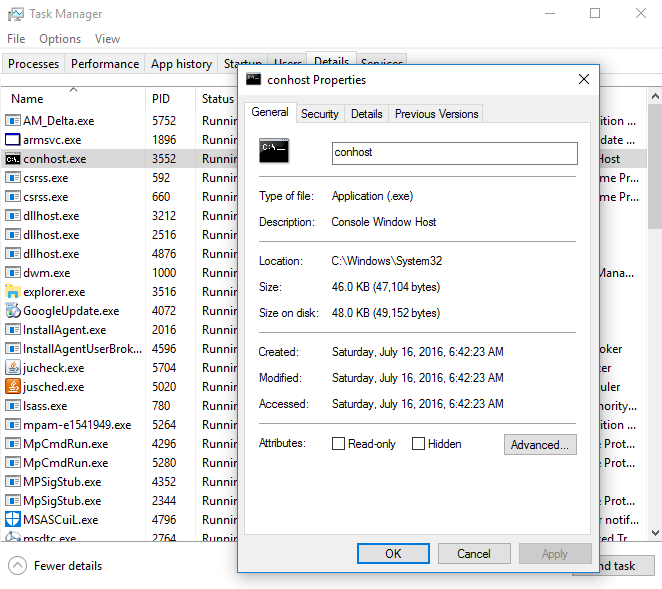 Task Manager
File Options View
Processes Performance App history Startup Users Details Services
conhost Properties
General Security Details Previous Versions
C:\
conhost
Type of file: Application (.exe)
Description: Console Window Host
Location: C:\Windows\System32
Size: 46.0 KB (47,104 bytes)
Size on disk: 48.0 KB (49,152 bytes)
Created: Saturday, July 16, 2016, 6:42:23 AM
Modified: Saturday, July 16, 2016, 6:42:23 AM
Accessed: Saturday, July 16, 2016, 6:42:23 AM
Attributes: Read-only Hidden Advanced...
OK Cancel Apply
Name PID Status
AM_Delta.exe 5752 Runnin ition ...
armsvc.exe 1896 Runnin date ...
conhost.exe 3552 Runnin Host
csrss.exe 592 Runnin me Pr...
csrss.exe 660 Runnin me Pr...
dllhost.exe 3212 Runnin
dllhost.exe 2516 Runnin
dllhost.exe 4876 Runnin
dwm.exe 1000 Runnin Mana...
explorer.exe 3516 Runnin
GoogleUpdate.exe 4072 Runnin
InstallAgent.exe 2016 Runnin
InstallAgentUserBrok... 4596 Runnin oker
jucheck.exe 5704 Runnin ter
jusched.exe 5020 Runnin uler
lsass.exe 780 Runnin hority...
mpam-e1541949.exe 5264 Runnin ition ...
MpCmdRun.exe 4296 Runnin Prot...
MpCmdRun.exe 5280 Runnin Prot...
MPSigStub.exe 4352 Runnin
MpSigStub.exe 2344 Runnin Prot...
MSASCuiL.exe 4796 Runnin notif...
msdtc.exe 2764 Runnin ted Tr...
Fewer details nd task